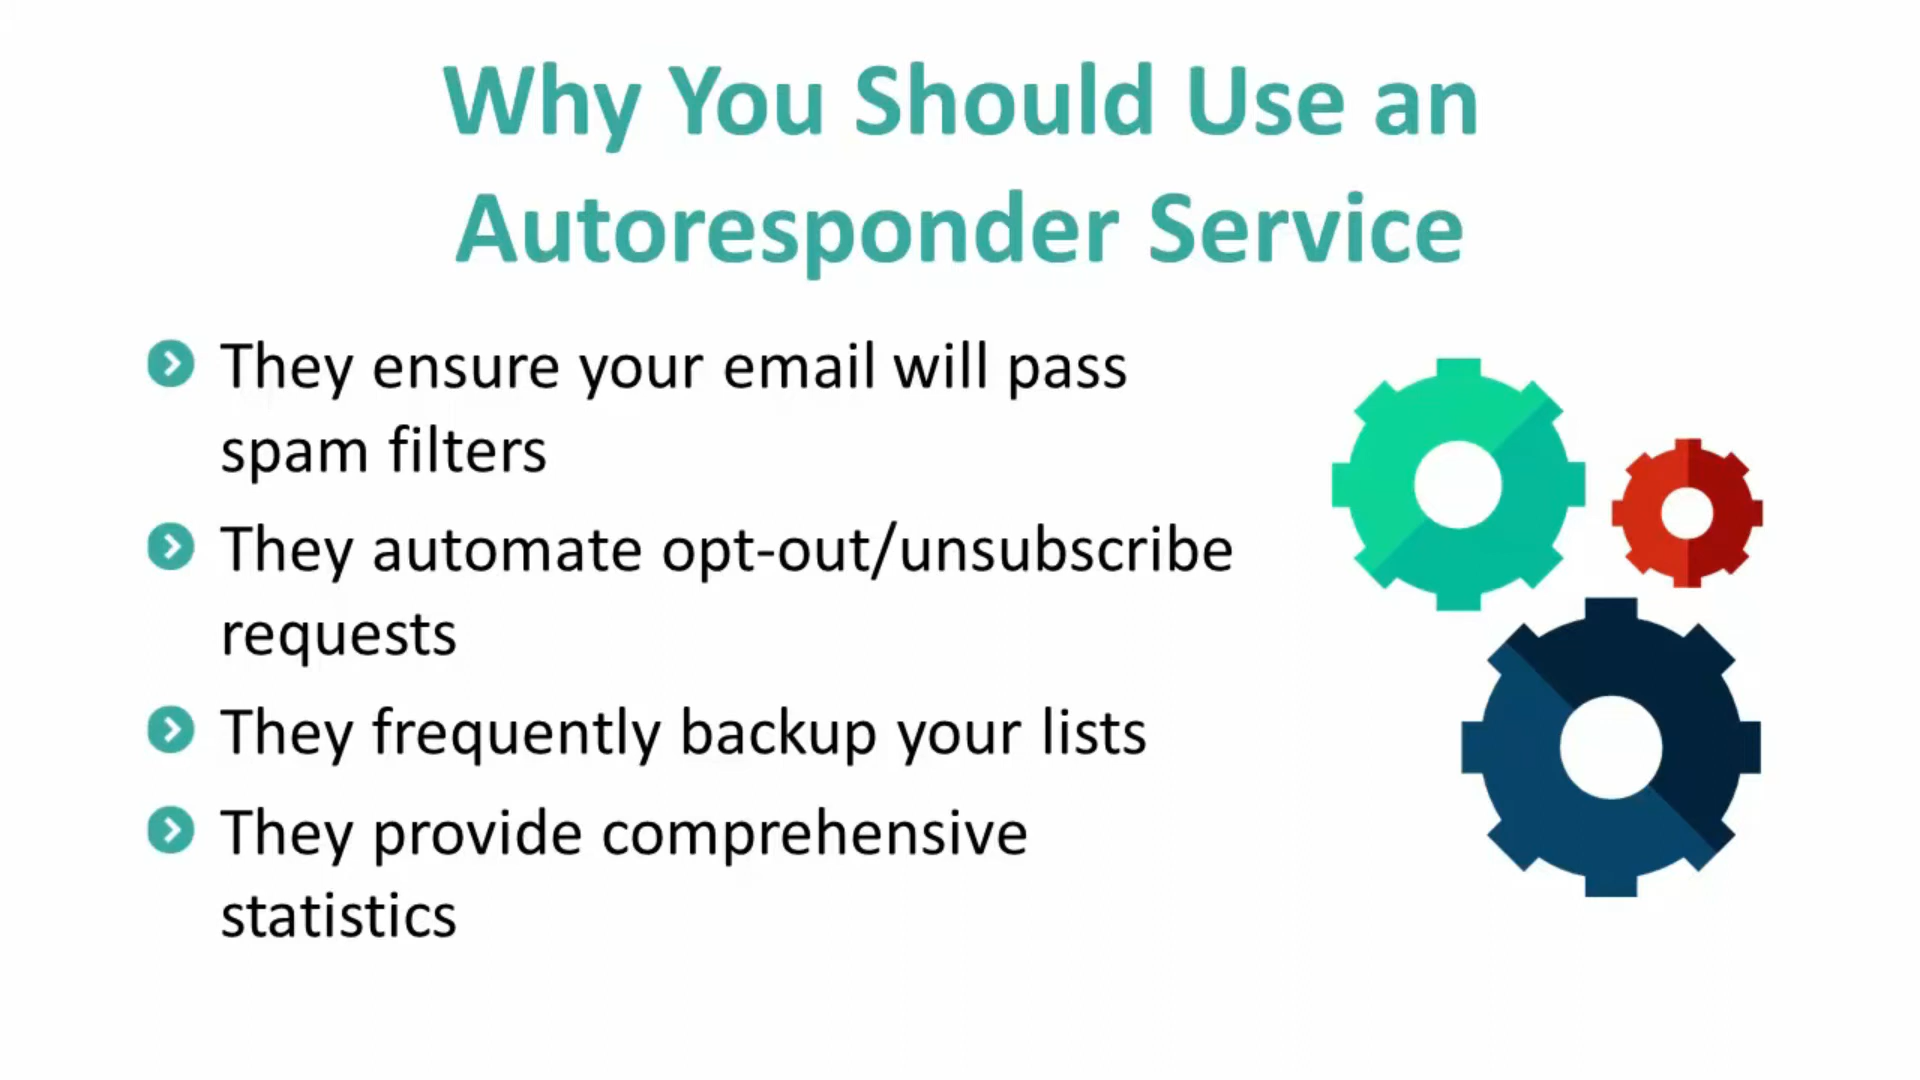 Why You Should Use an
Autoresponder Service
They ensure your email will pass
spam filters
They automate opt-out/unsubscribe
requests
They frequently backup your lists
They provide comprehensive
statistics